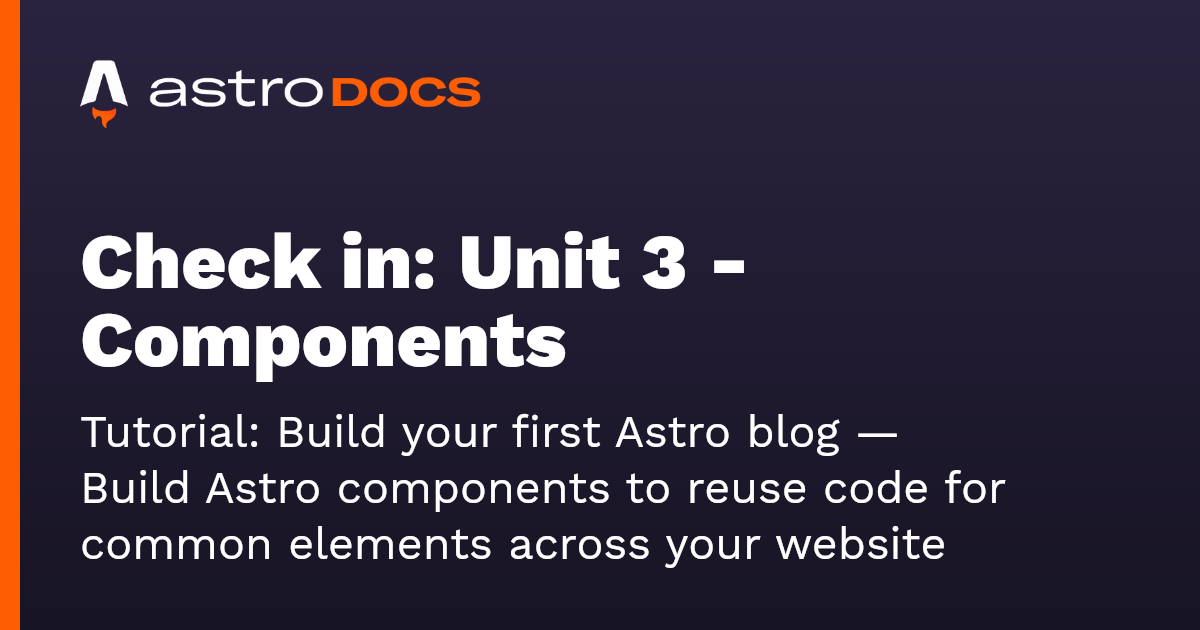 astro DOCS
Check in: Unit 3 -
Components
Tutorial: Build your first Astro blog —
Build Astro components to reuse code for
common elements across your website